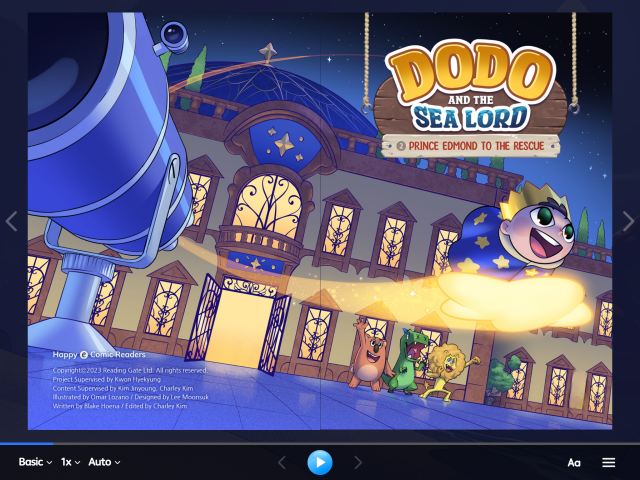 DODO
AND THE
SEA LORD
2 PRINCE EDMOND TO THE RESCUE
Happy Comic Readers
Copyright©2023 Reading Gate Ltd. All rights reserved.
Project Supervised by Kwon Hyekyung
Content Supervised by Kim Jinyoung, Charley Kim
Illustrated by Omar Lozano / Designed by Lee Moonsuk
Written by Blake Hoena / Edited by Charley Kim
Basic 1x Auto Aa